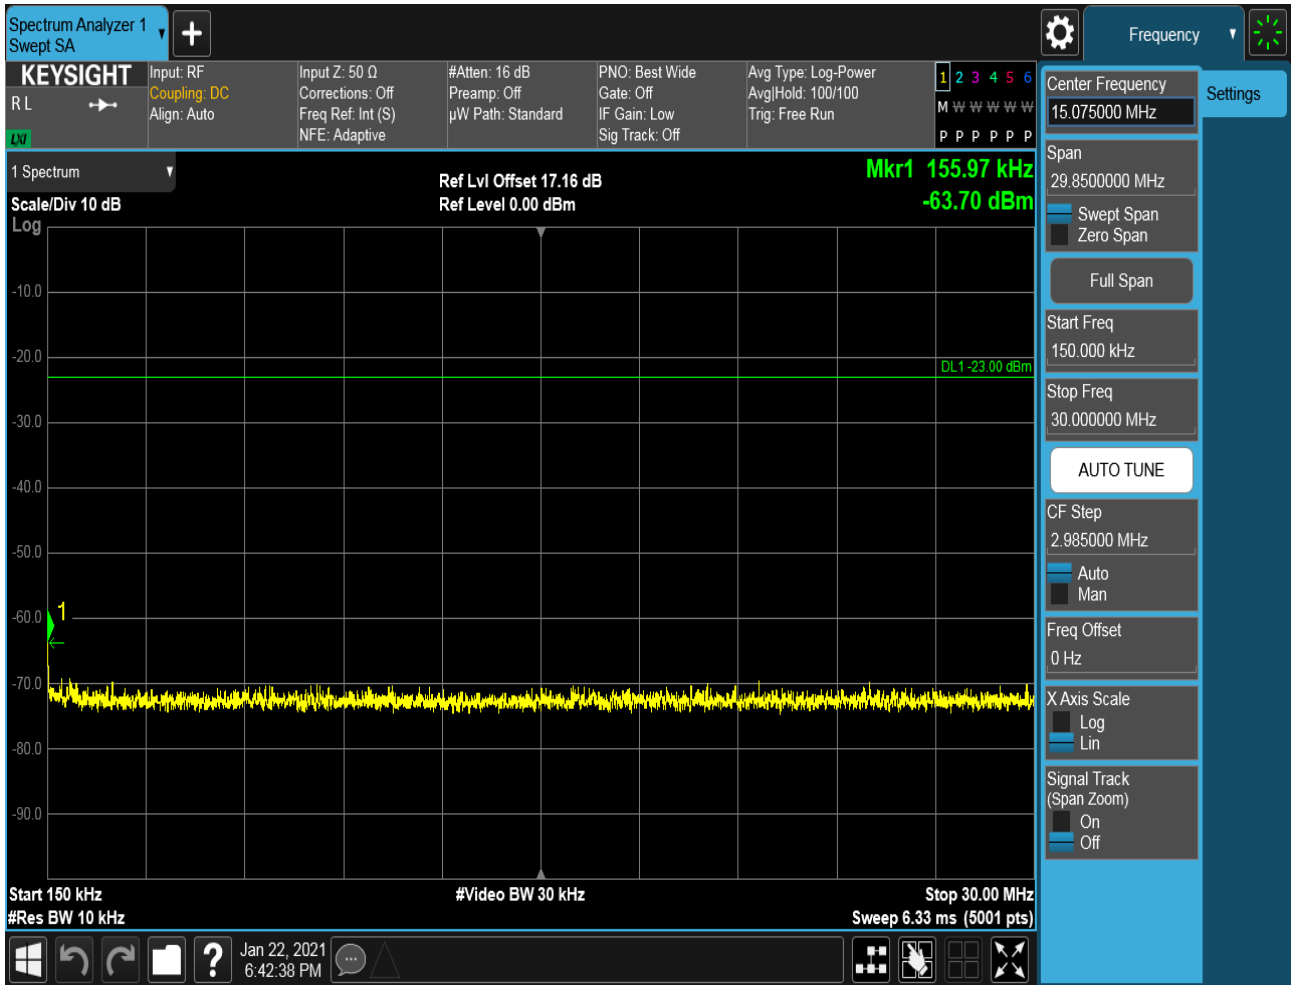 Spectrum Analyzer 1
Swept SA
Frequency
KEYSIGHT
R L
LXI
Input: RF
Coupling: DC
Align: Auto
Input Z: 50 Ω
Corrections: Off
Freq Ref: Int (S)
NFE: Adaptive
#Atten: 16 dB
Preamp: Off
µW Path: Standard
PNO: Best Wide
Gate: Off
IF Gain: Low
Sig Track: Off
Avg Type: Log-Power
Avg|Hold: 100/100
Trig: Free Run
1 2 3 4 5 6
M W W W W W
P P P P P P
1 Spectrum
Scale/Div 10 dB
Log
Ref Lvl Offset 17.16 dB
Ref Level 0.00 dBm
Mkr1 155.97 kHz
-63.70 dBm
-10.0
-20.0
DL1 -23.00 dBm
-30.0
-40.0
-50.0
-60.0
1
-70.0
-80.0
-90.0
Start 150 kHz
#Video BW 30 kHz
Stop 30.00 MHz
#Res BW 10 kHz
Sweep 6.33 ms (5001 pts)
Center Frequency
15.075000 MHz
Settings
Span
29.8500000 MHz
Swept Span
Zero Span
Full Span
Start Freq
150.000 kHz
Stop Freq
30.000000 MHz
AUTO TUNE
CF Step
2.985000 MHz
Auto
Man
Freq Offset
0 Hz
X Axis Scale
Log
Lin
Signal Track
(Span Zoom)
On
Off
?
Jan 22, 2021
6:42:38 PM